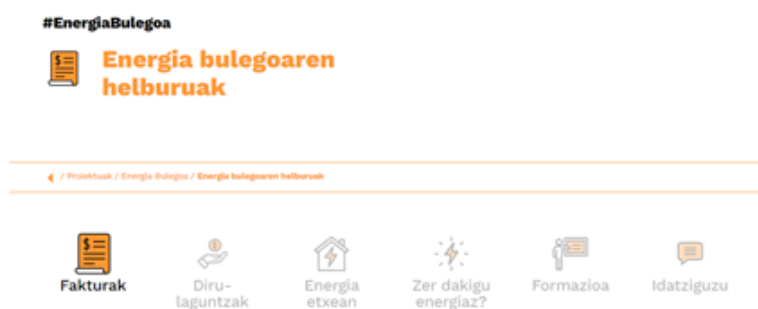 #EnergiaBulegoa
Energia bulegoaren
helburuak
/ Proiektuak / Energia Bulegoa / Energia bulegoaren helburuak
Fakturak
Diru-
laguntzak
Energia
etxean
Zer dakigu
energiaz?
Formazioa
Idatziguzu